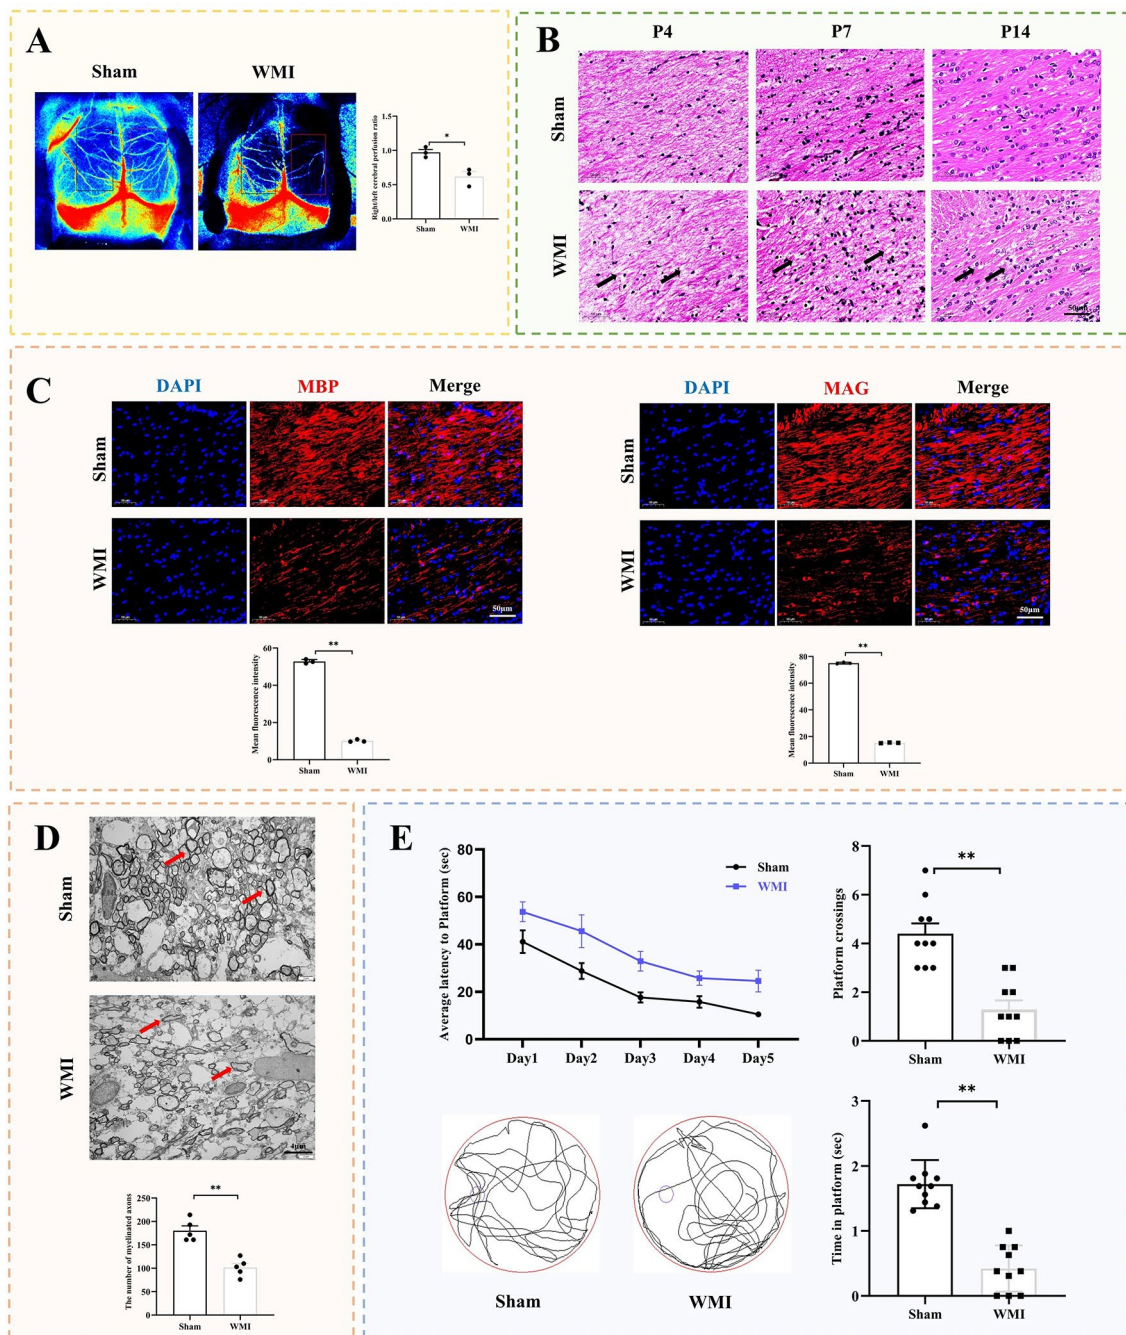 A
Sham
WMI
Right/left cerebral perfusion ratio
1.5
1.0
0.5
0.0
*
Sham
WMI
B
P4
P7
P14
Sham
WMI
50μm
C
DAPI
MBP
Merge
Sham
WMI
50μm
Mean fluorescence intensity
60
40
20
0
**
Sham
WMI
DAPI
MAG
Merge
Sham
WMI
50μm
Mean fluorescence intensity
80
60
40
20
0
**
Sham
WMI
D
Sham
WMI
4μm
The number of myelinated axons
250
200
150
100
50
0
**
Sham
WMI
E
Average latency to Platform (sec)
80
60
40
20
0
Sham
WMI
Day1
Day2
Day3
Day4
Day5
Platform crossings
8
6
4
2
0
**
Sham
WMI
Sham
WMI
Time in platform (sec)
3
2
1
0
**
Sham
WMI